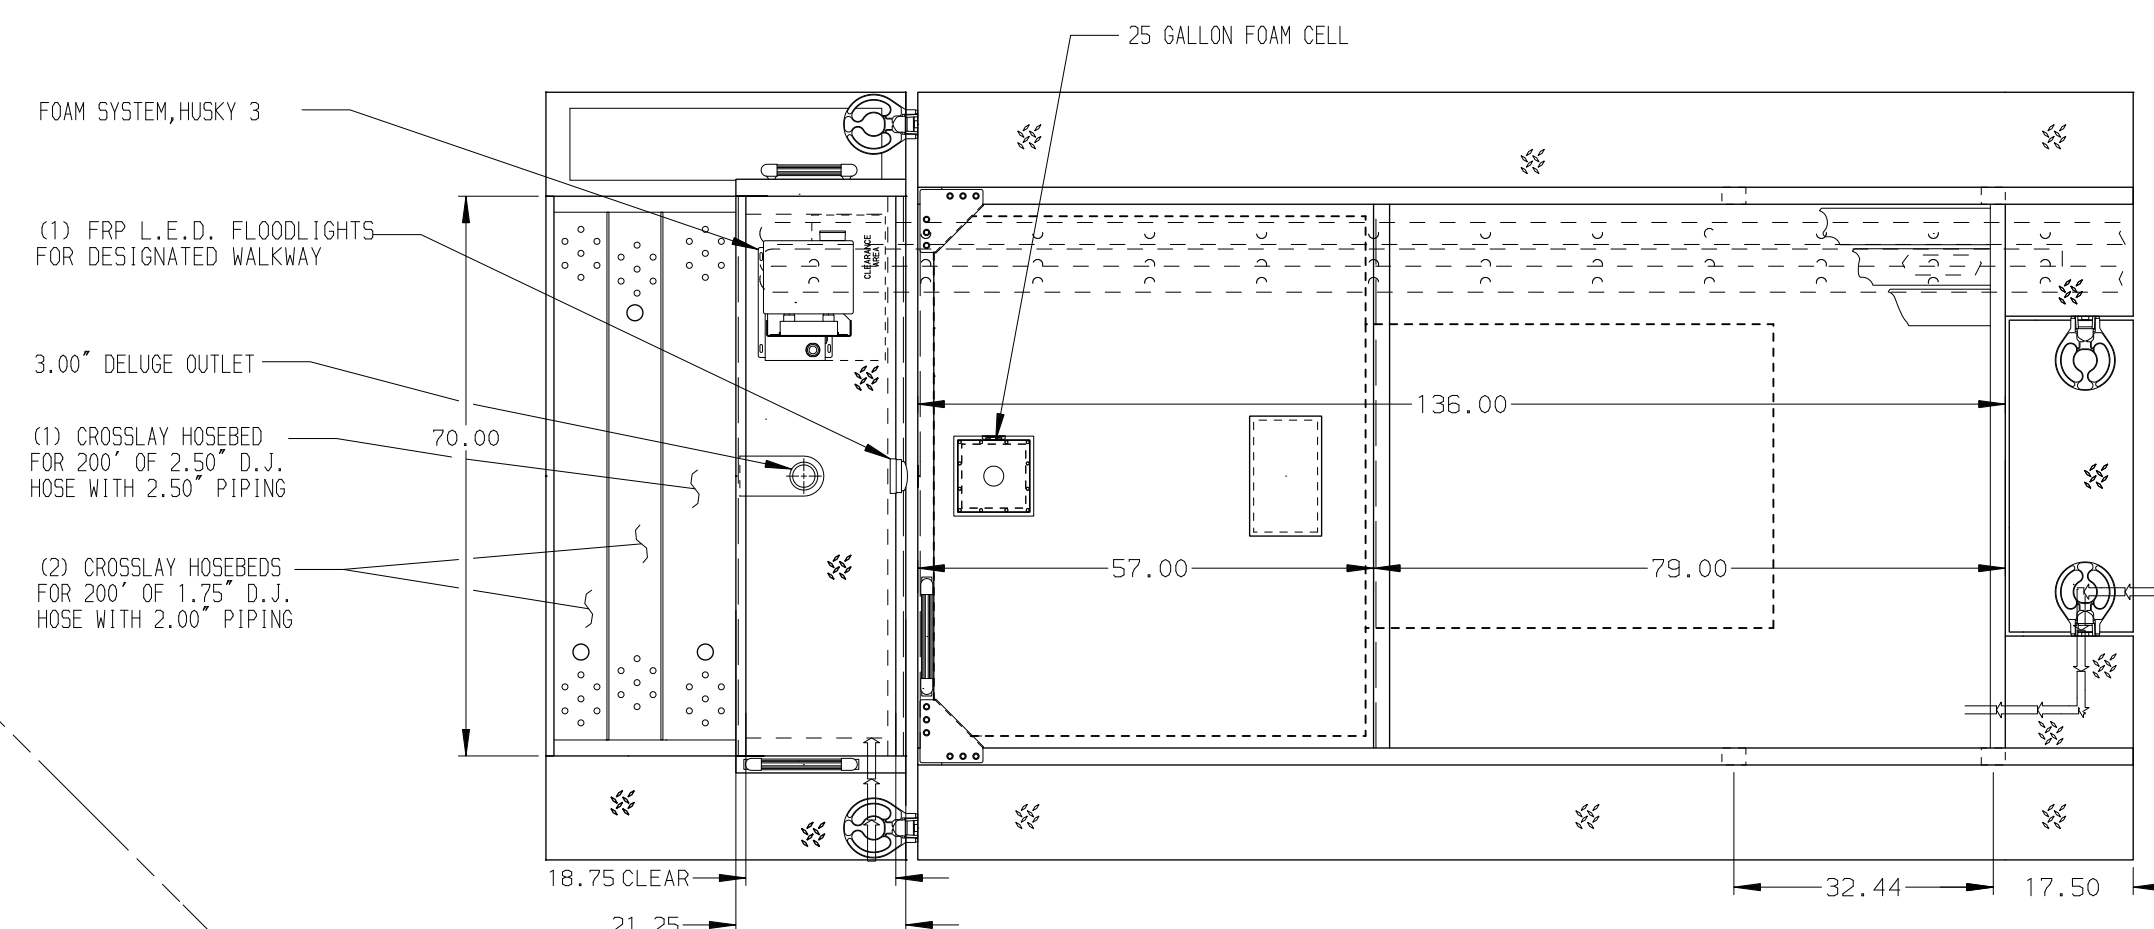 25 GALLON FOAM CELL
FOAM SYSTEM,HUSKY 3
(1) FRP L.E.D. FLOODLIGHTS
FOR DESIGNATED WALKWAY
CLEARANCE
AREA
3.00" DELUGE OUTLET
136.00
(1) CROSSLAY HOSEBED
FOR 200' OF 2.50" D.J.
HOSE WITH 2.50" PIPING
70.00
(2) CROSSLAY HOSEBEDS
FOR 200' OF 1.75" D.J.
HOSE WITH 2.00" PIPING
57.00
79.00
18.75 CLEAR
32.44
17.50
21.25